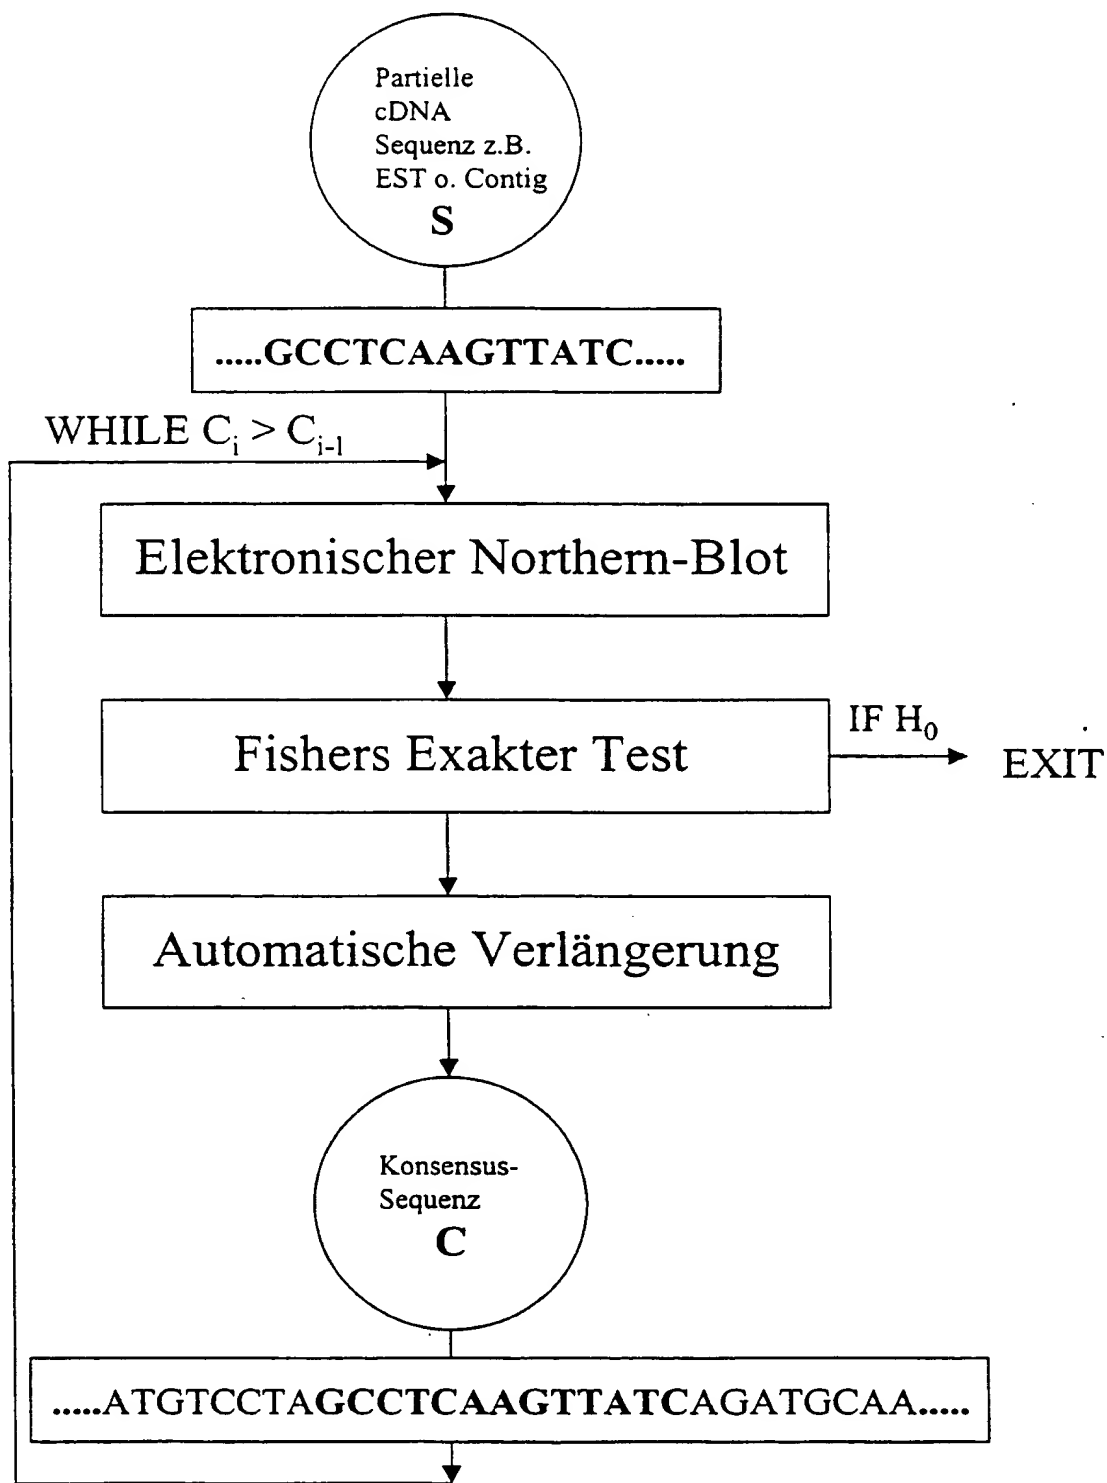 Partielle
cDNA
Sequenz z.B.
EST o. Contig
S
.....GCCTCAAGTTATC.....
WHILE Cᵢ > Cᵢ₋₁
Elektronischer Northern-Blot
Fishers Exakter Test
IF H₀
EXIT
Automatische Verlängerung
Konsensus-
Sequenz
C
.....ATGTCCTAGCCTCAAGTTATCAGATGCAA.....